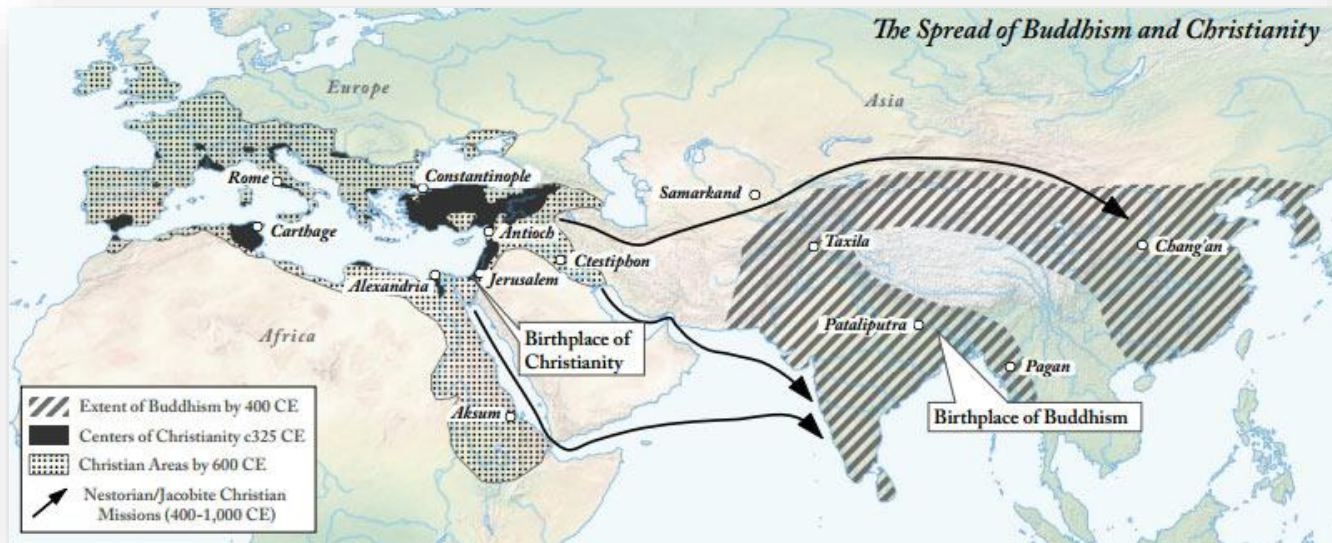 The Spread of Buddhism and Christianity
Europe
Asia
Rome
Constantinople
Samarkand
Carthage
Antioch
Taxila
Chang'an
Ctestiphon
Alexandria
Jerusalem
Africa
Birthplace of
Christianity
Pataliputra
Pagan
Birthplace of Buddhism
Aksum
Extent of Buddhism by 400 CE
Centers of Christianity c325 CE
Christian Areas by 600 CE
Nestorian/Jacobite Christian
Missions (400-1,000 CE)